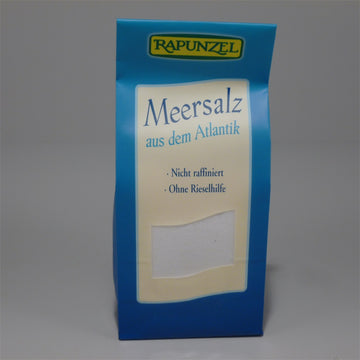 RAPUNZEL
Meersalz
aus dem Atlantik
· Nicht raffiniert
· Ohne Rieselhilfe